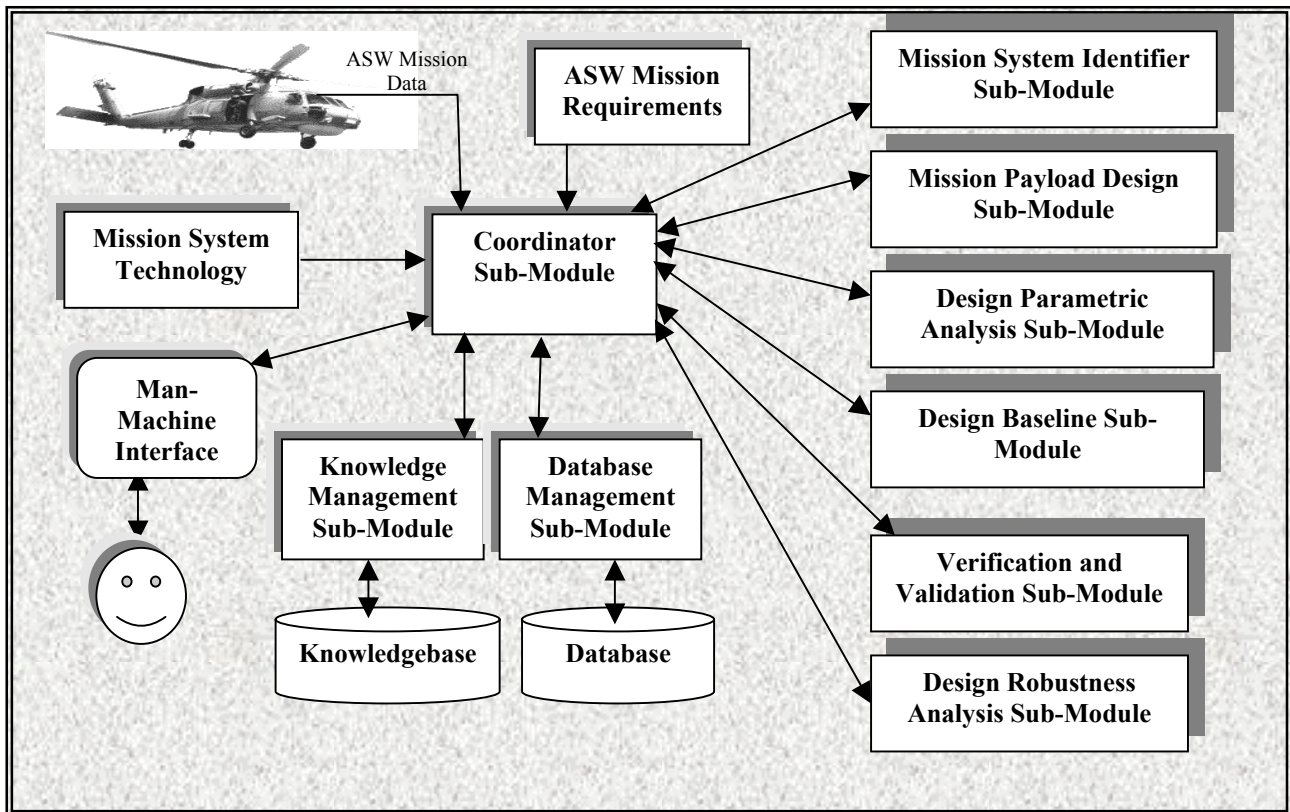 ASW Mission
Data
ASW Mission
Requirements
Mission System Identifier
Sub-Module
Mission Payload Design
Sub-Module
Mission System
Technology
Coordinator
Sub-Module
Design Parametric
Analysis Sub-Module
Man-
Machine
Interface
Design Baseline Sub-
Module
Knowledge
Management
Sub-Module
Database
Management
Sub-Module
Verification and
Validation Sub-Module
Knowledgebase
Database
Design Robustness
Analysis Sub-Module